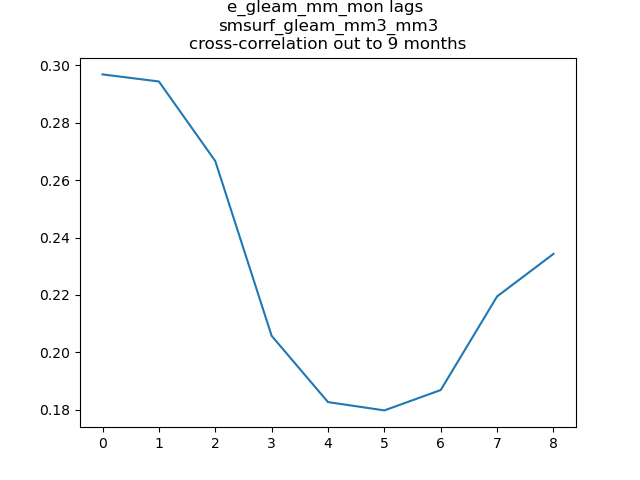 e_gleam_mm_mon lags
smsurf_gleam_mm3_mm3
cross-correlation out to 9 months
0.30
0.28
0.26
0.24
0.22
0.20
0.18
0 1 2 3 4 5 6 7 8